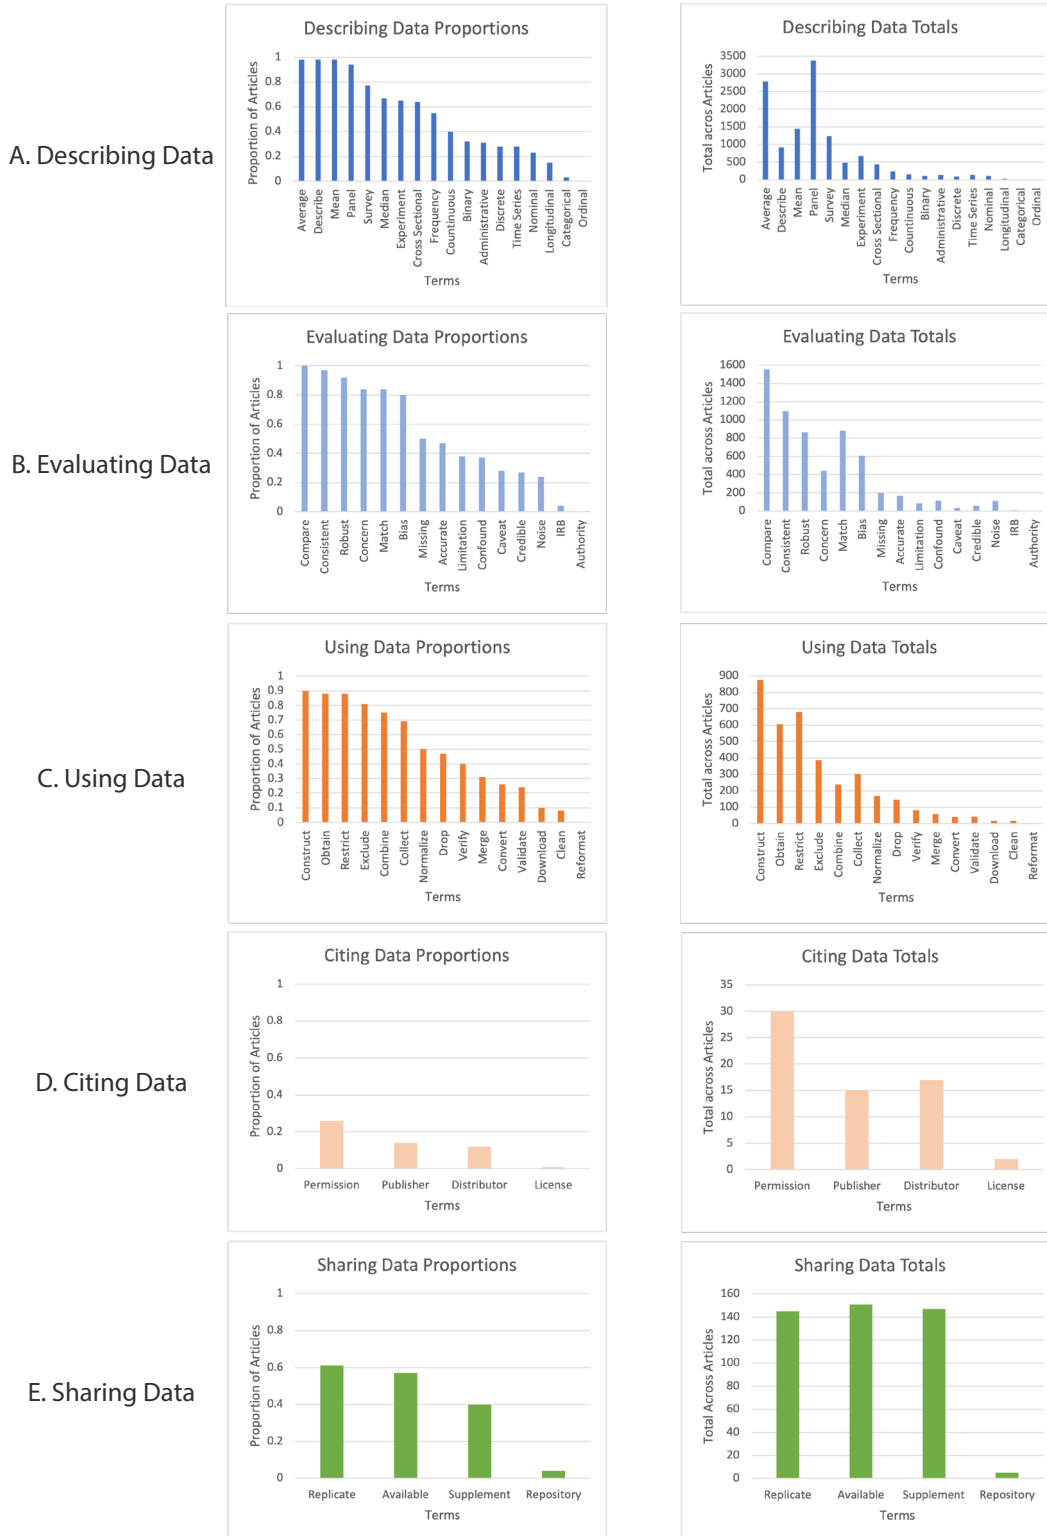 A. Describing Data
Describing Data Proportions
Proportion of Articles
1
0.8
0.6
0.4
0.2
0
Average
Describe
Mean
Panel
Survey
Median
Experiment
Cross Sectional
Frequency
Countinuous
Binary
Administrative
Discrete
Time Series
Nominal
Longitudinal
Categorical
Ordinal
Terms
Describing Data Totals
Total acros Articles
3500
3000
2500
2000
1500
1000
500
0
Average
Describe
Mean
Panel
Survey
Median
Experiment
Cross Sectional
Frequency
Countinuous
Binary
Administrative
Discrete
Time Series
Nominal
Longitudinal
Categorical
Ordinal
Terms
B. Evaluating Data
Evaluating Data Proportions
Proportion of Articles
1
0.8
0.6
0.4
0.2
0
Compare
Consistent
Robust
Concern
Match
Bias
Missing
Accurate
Limitation
Confound
Caveat
Credible
Noise
IRB
Authority
Terms
Evaluating Data Totals
Total across Articles
1600
1400
1200
1000
800
600
400
200
0
Compare
Consistent
Robust
Concern
Match
Bias
Missing
Accurate
Limitation
Confound
Caveat
Credible
Noise
IRB
Authority
Terms
C. Using Data
Using Data Proportions
Proportion of Articles
1
0.9
0.8
0.7
0.6
0.5
0.4
0.3
0.2
0.1
0
Construct
Obtain
Restrict
Exclude
Combine
Collect
Normalize
Drop
Verify
Merge
Convert
Validate
Download
Clean
Reformat
Terms
Using Data Totals
Total across Articles
900
800
700
600
500
400
300
200
100
0
Construct
Obtain
Restrict
Exclude
Combine
Collect
Normalize
Drop
Verify
Merge
Convert
Validate
Download
Clean
Reformat
Terms
D. Citing Data
Citing Data Proportions
Proportion of Articles
1
0.8
0.6
0.4
0.2
0
Permission
Publisher
Distributor
License
Terms
Citing Data Totals
Total across Articles
35
30
25
20
15
10
5
0
Permission
Publisher
Distributor
License
Terms
E. Sharing Data
Sharing Data Proportions
Proportion of Articles
1
0.8
0.6
0.4
0.2
0
Replicate
Available
Supplement
Repository
Terms
Sharing Data Totals
Total Across Articles
160
140
120
100
80
60
40
20
0
Replicate
Available
Supplement
Repository
Terms